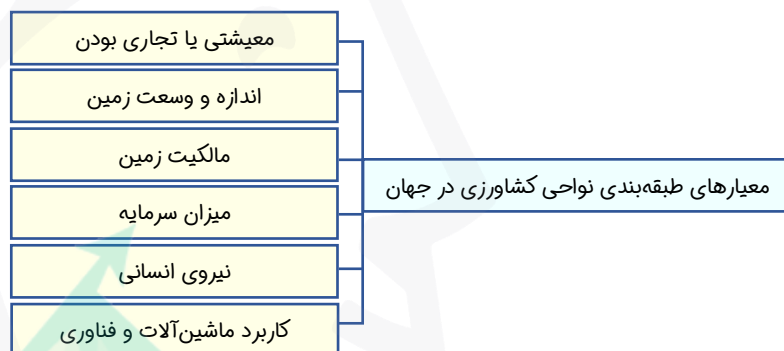 معیارهای طبقه‌بندی نواحی کشاورزی در جهان
معیشتی یا تجاری بودن
اندازه و وسعت زمین
مالکیت زمین
میزان سرمایه
نیروی انسانی
کاربرد ماشین‌آلات و فناوری